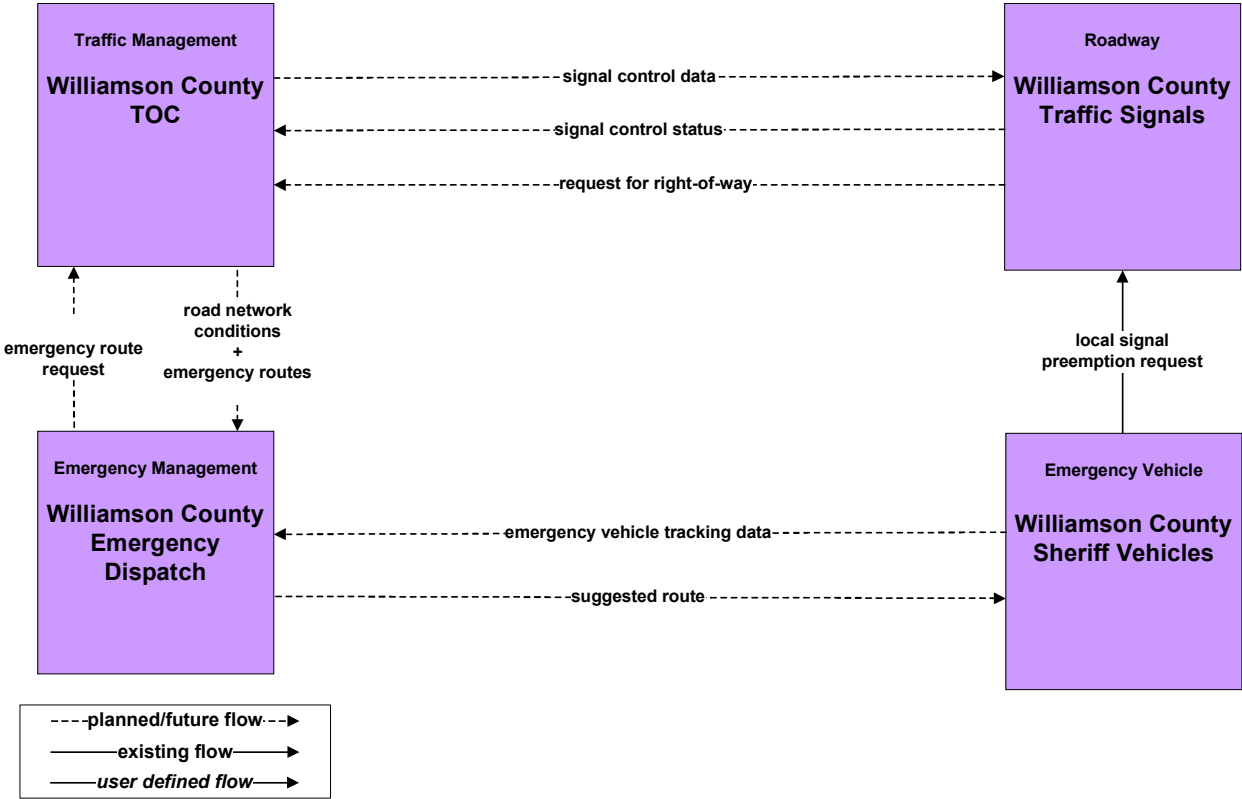 Traffic Management
Williamson County
TOC
Roadway
Williamson County
Traffic Signals
signal control data
signal control status
request for right-of-way
emergency route
request
road network
conditions
+
emergency routes
local signal
preemption request
Emergency Management
Williamson County
Emergency
Dispatch
Emergency Vehicle
Williamson County
Sheriff Vehicles
emergency vehicle tracking data
suggested route
planned/future flow
existing flow
user defined flow